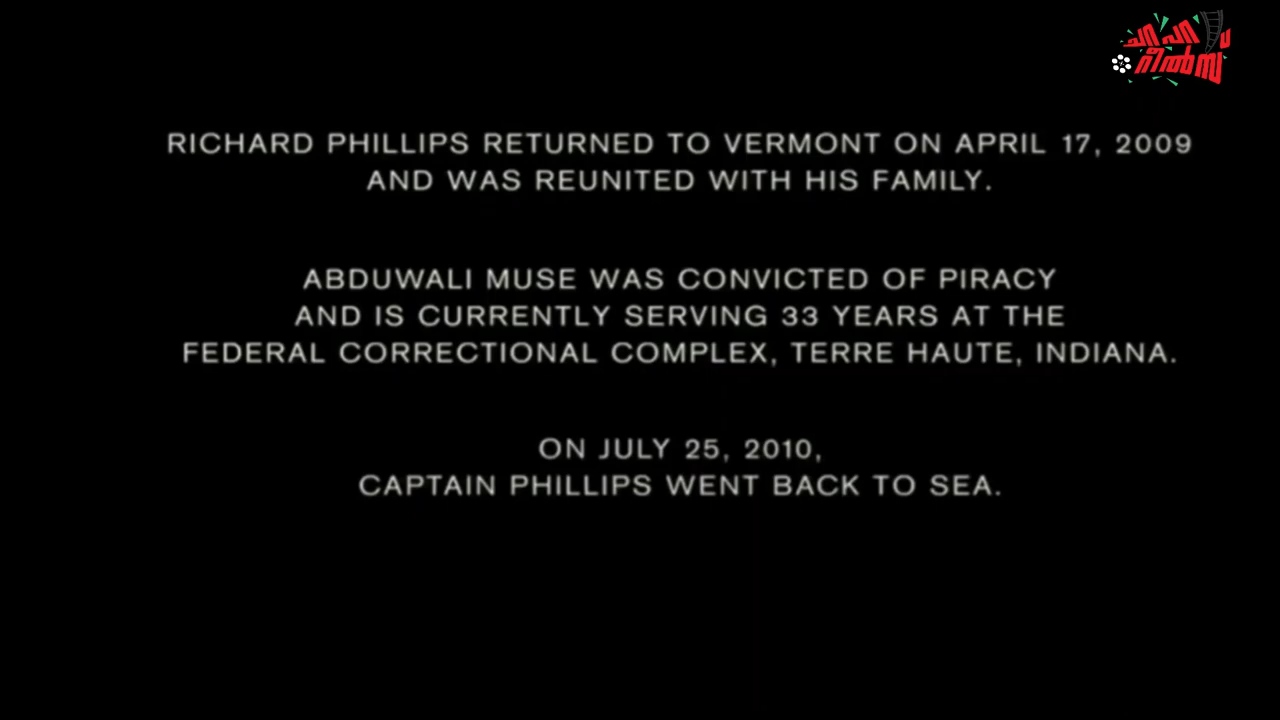 RICHARD PHILLIPS RETURNED TO VERMONT ON APRIL 17, 2009
AND WAS REUNITED WITH HIS FAMILY.
ABDUWALI MUSE WAS CONVICTED OF PIRACY
AND IS CURRENTLY SERVING 33 YEARS AT THE
FEDERAL CORRECTIONAL COMPLEX, TERRE HAUTE, INDIANA.
ON JULY 25, 2010,
CAPTAIN PHILLIPS WENT BACK TO SEA.